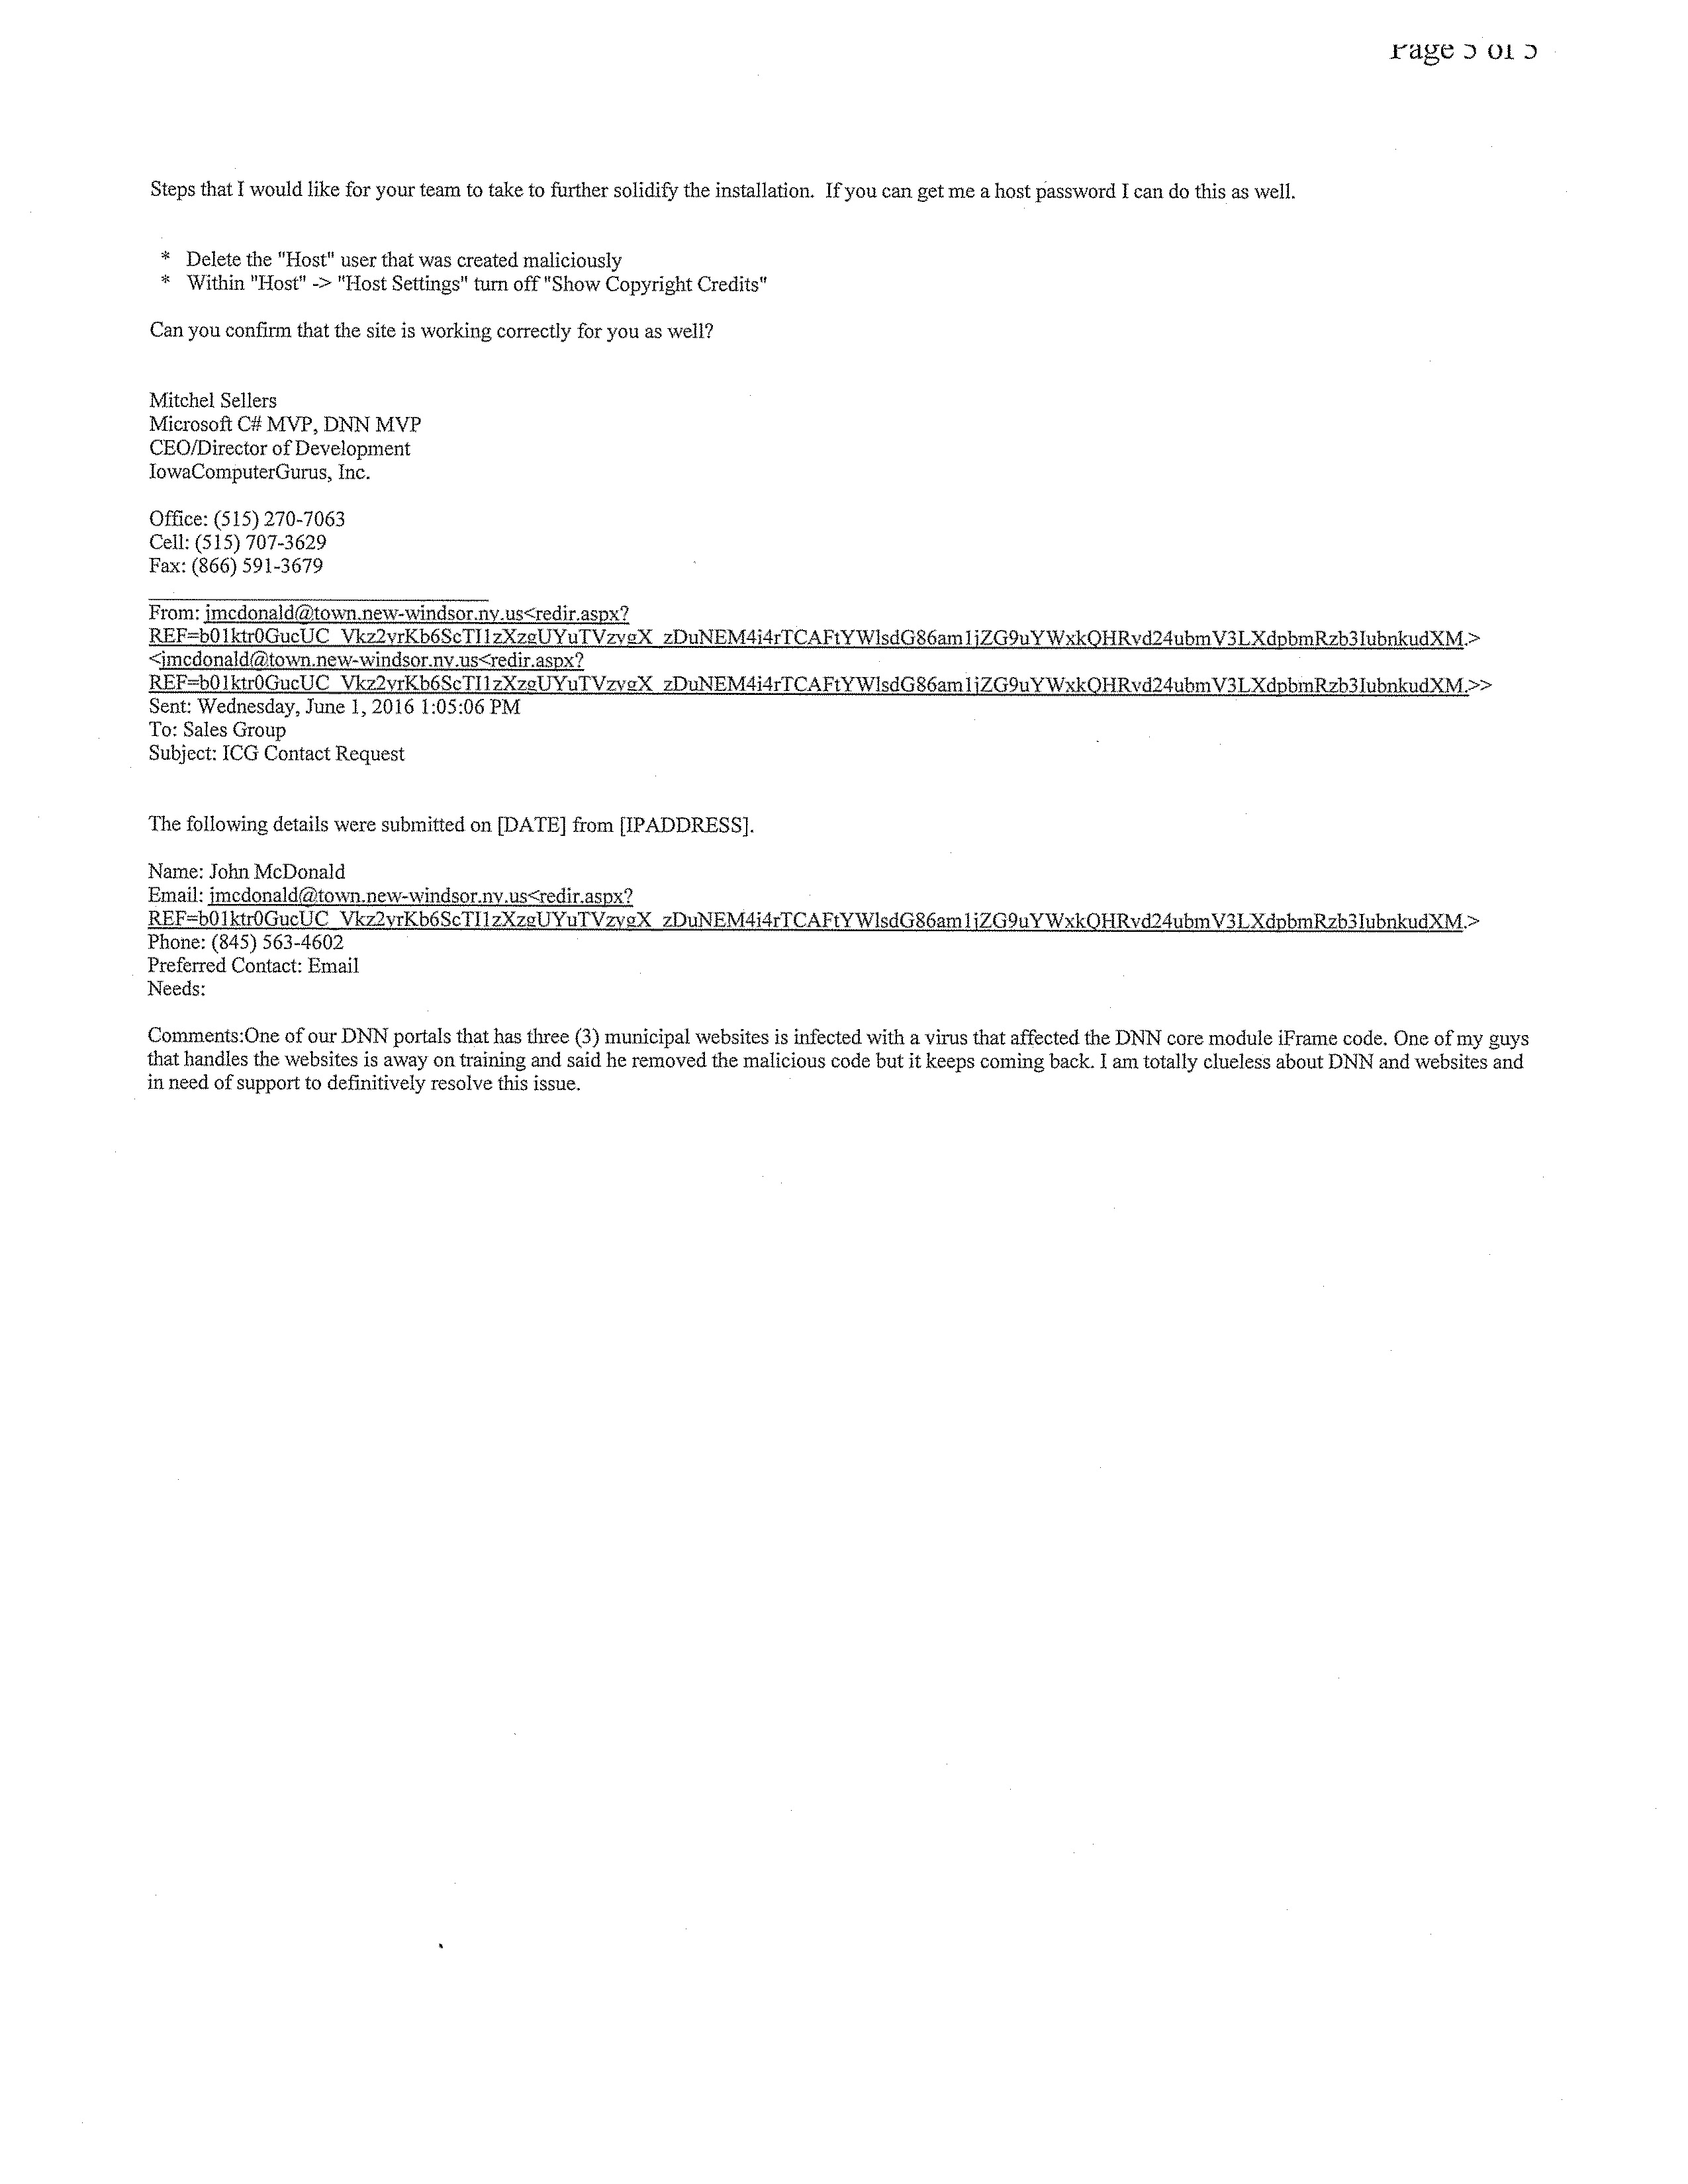 Page 5 of 5
Steps that I would like for your team to take to further solidify the installation.  If you can get me a host password I can do this as well.
*  Delete the "Host" user that was created maliciously
*  Within "Host" -> "Host Settings" turn off "Show Copyright Credits"
Can you confirm that the site is working correctly for you as well?
Mitchel Sellers
Microsoft C# MVP, DNN MVP
CEO/Director of Development
IowaComputerGurus, Inc.
Office: (515) 270-7063
Cell: (515) 707-3629
Fax: (866) 591-3679
From: jmcdonald@town.new-windsor.ny.us<redir.aspx?
REF=b01ktr0GucUC_Vkz2vrKb6ScTI1zXzgUYuTVzvgX_zDuNEM4i4rTCAFtYWlsdG86am1jZG9uYWxkQHRvd24ubmV3LXdpbmRzb3IubnkudXM.>
<jmcdonald@town.new-windsor.ny.us<redir.aspx?
REF=b01ktr0GucUC_Vkz2vrKb6ScTI1zXzgUYuTVzvgX_zDuNEM4i4rTCAFtYWlsdG86am1jZG9uYWxkQHRvd24ubmV3LXdpbmRzb3IubnkudXM.>>
Sent: Wednesday, June 1, 2016 1:05:06 PM
To: Sales Group
Subject: ICG Contact Request
The following details were submitted on [DATE] from [IPADDRESS].
Name: John McDonald
Email: jmcdonald@town.new-windsor.ny.us<redir.aspx?
REF=b01ktr0GucUC_Vkz2vrKb6ScTI1zXzgUYuTVzvgX_zDuNEM4i4rTCAFtYWlsdG86am1jZG9uYWxkQHRvd24ubmV3LXdpbmRzb3IubnkudXM.>
Phone: (845) 563-4602
Preferred Contact: Email
Needs:
Comments:One of our DNN portals that has three (3) municipal websites is infected with a virus that affected the DNN core module iFrame code. One of my guys
that handles the websites is away on training and said he removed the malicious code but it keeps coming back. I am totally clueless about DNN and websites and
in need of support to definitively resolve this issue.